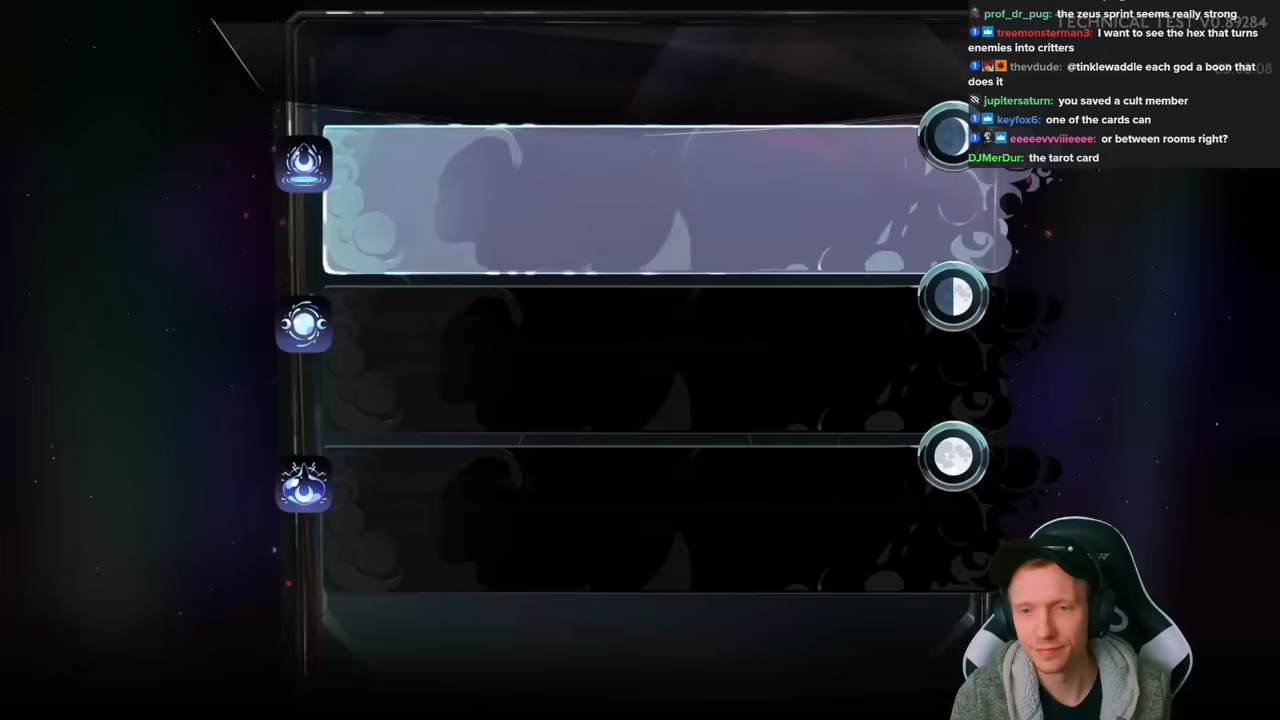 prof_dr_pug: the zeus sprint seems really strong
TECHNICAL TEST V0.89284
treemonsterman3: I want to see the hex that turns
enemies into critters
thevdude: @tinklewaddle each god a boon that
does it
jupitersaturn: you saved a cult member
keyfox6: one of the cards can
eeeeevvviiieeee: or between rooms right?
DJMerDur: the tarot card